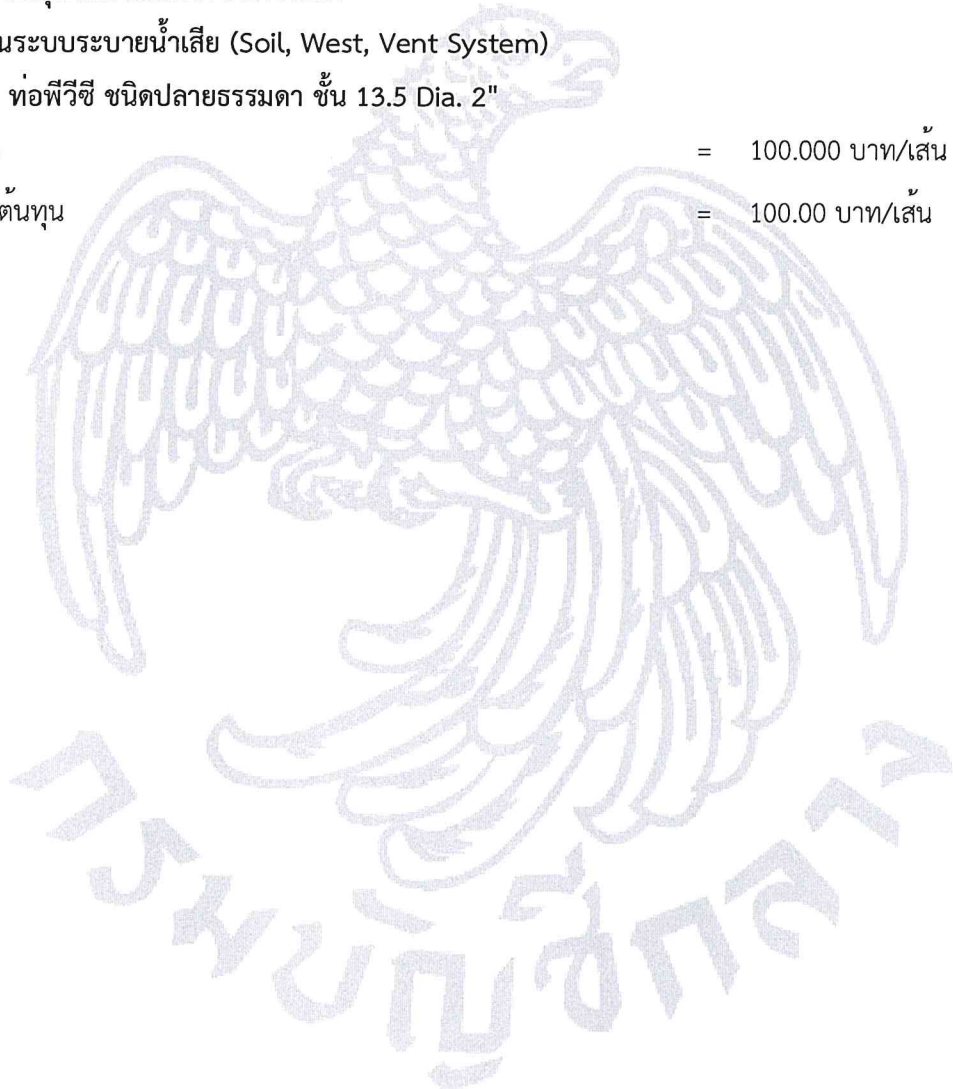 นระบบระบายน้ำเสีย (Soil, West, Vent System)
ท่อพีวีซี ชนิดปลายธรรมดา ชั้น 13.5 Dia. 2"
= 100.000 บาท/เส้น
ต้นทุน = 100.00 บาท/เส้น
กรมบัญชีกลาง